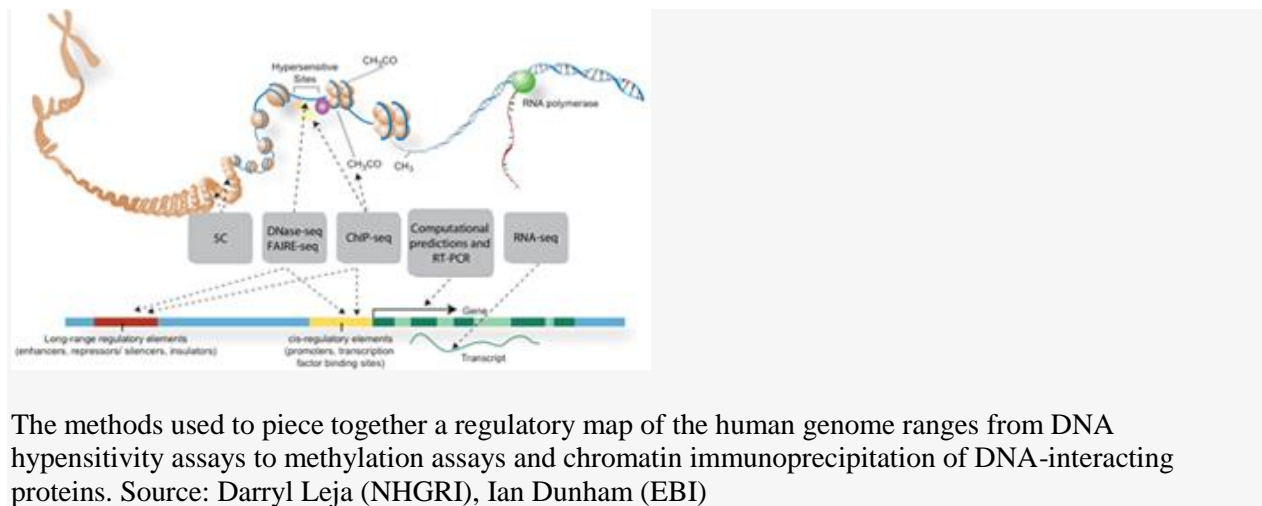 CH₃CO
Hypersensitive
Sites
RNA polymerase
CH₃CO
CH₃
5C
DNase-seq
FAIRE-seq
ChIP-seq
Computational
predictions and
RT-PCR
RNA-seq
Gene
Long-range regulatory elements
(enhancers, repressors/ silencers, insulators)
cis-regulatory elements
(promoters, transcription
factor binding sites)
Transcript
The methods used to piece together a regulatory map of the human genome ranges from DNA
hypensitivity assays to methylation assays and chromatin immunoprecipitation of DNA-interacting
proteins. Source: Darryl Leja (NHGRI), Ian Dunham (EBI)